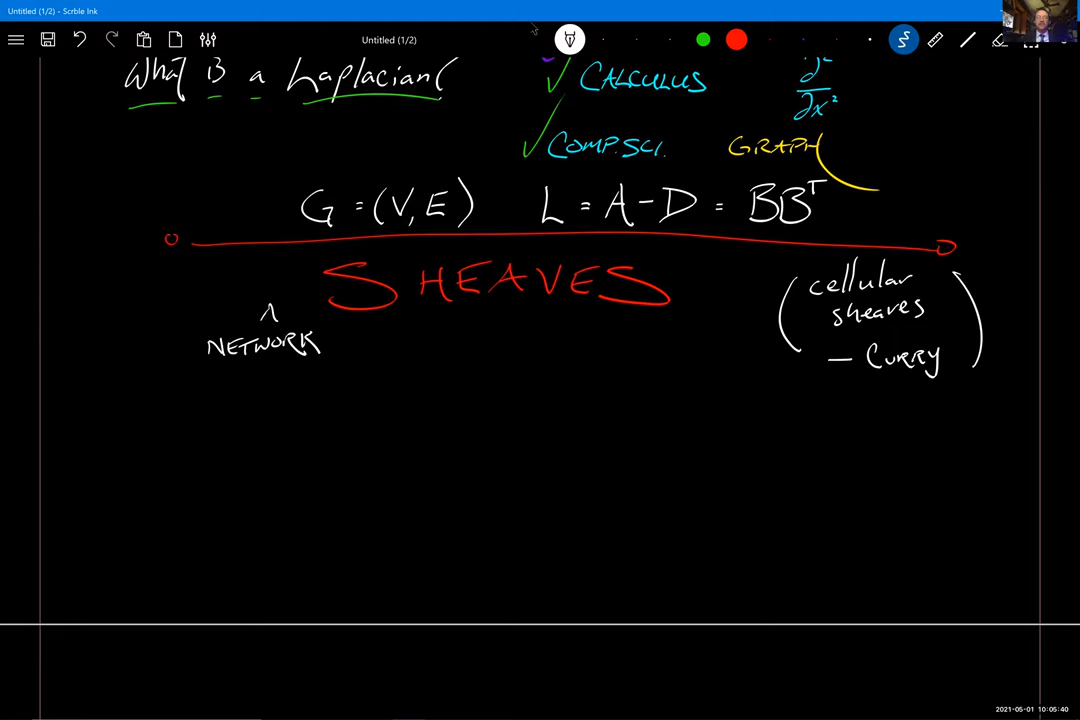 Untitled (1/2) - Scrble Ink
Untitled (1/2)
What is a Laplacian?
CALCULUS
∂²
∂x²
COMP.SCI.
GRAPH
G = (V, E)
L = A - D = BBᵀ
SHEAVES
cellular
sheaves
- CURRY
^
NETWORK
2021-05-01 10:05:40